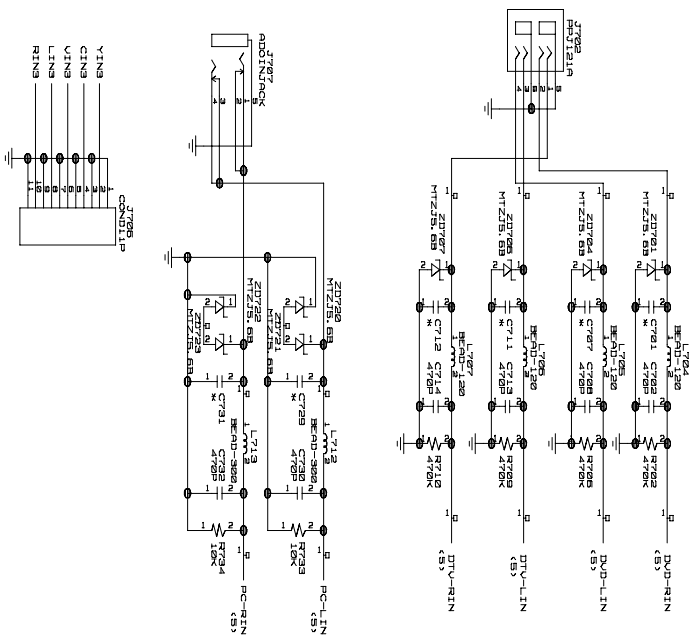 J702
PPJ121A
J707
ADOINJACK
YIN3
CIN3
VIN3
LIN3
RIN3
J706
COND11P
ZD701
MTZJ5.6B
ZD704
MTZJ5.6B
ZD706
MTZJ5.6B
ZD707
MTZJ5.6B
C701
*
C707
*
C711
*
C712
*
L704
BEAD-120
L705
BEAD-120
L706
BEAD-120
L707
BEAD-120
C702
470P
C708
470P
C713
470P
C714
470P
R702
470K
R706
470K
R709
470K
R710
470K
DVD-RIN
(5)
DVD-LIN
(5)
DTV-LIN
(5)
DTV-RIN
(5)
ZD720
MTZJ5.6B
ZD721
MTZJ5.6B
ZD722
MTZJ5.6B
ZD723
MTZJ5.6B
C729
*
C731
*
L712
BEAD-300
L713
BEAD-300
C730
470P
C732
470P
R733
10K
R734
10K
PC-LIN
(5)
PC-RIN
(5)